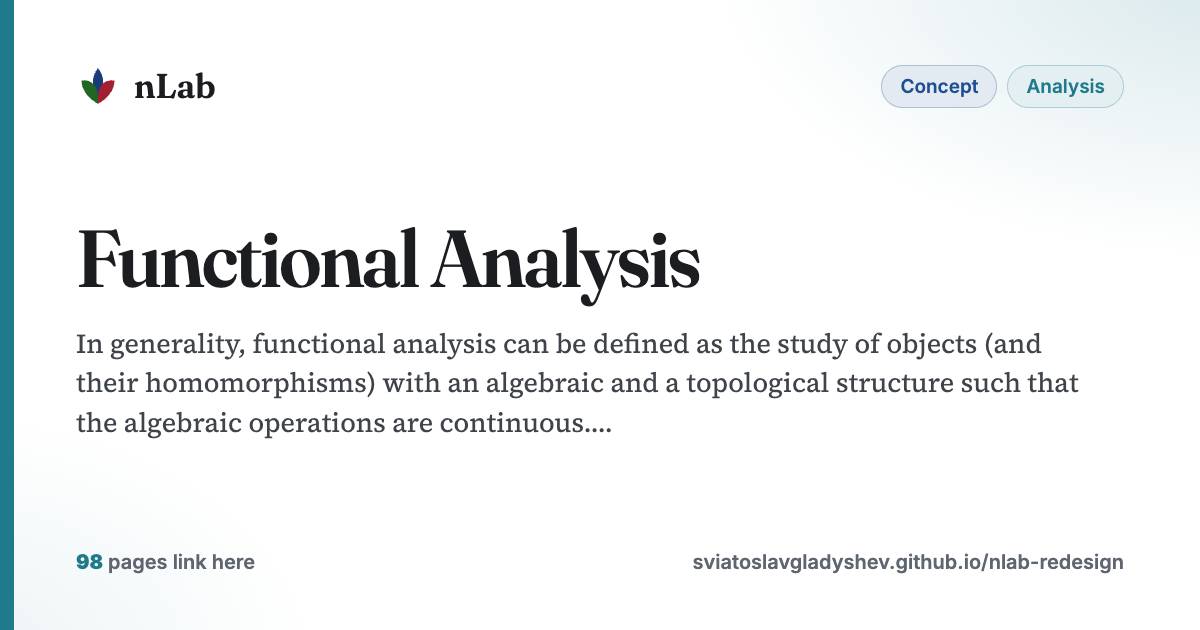 nLab
Concept
Analysis
Functional Analysis
In generality, functional analysis can be defined as the study of objects (and
their homomorphisms) with an algebraic and a topological structure such that
the algebraic operations are continuous....
98 pages link here
sviatoslavgladyshev.github.io/nlab-redesign